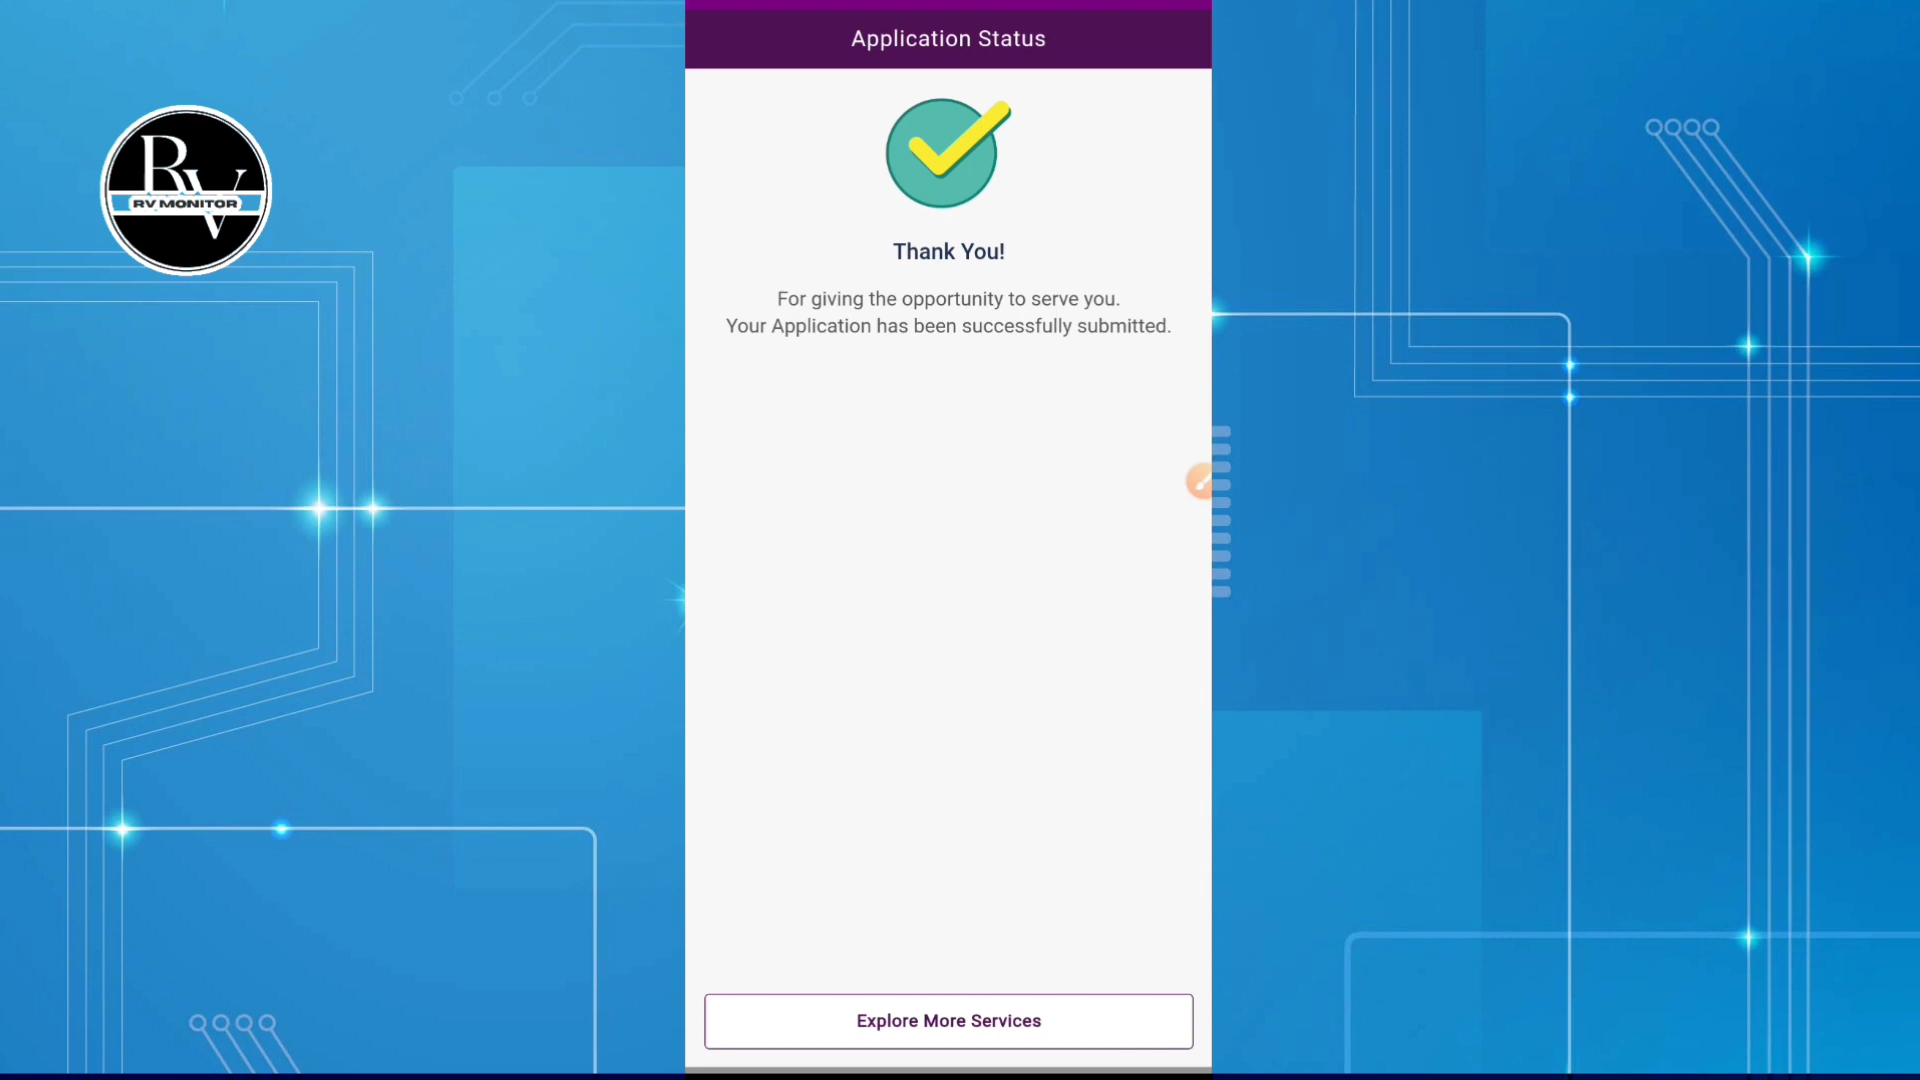 Application Status
RV
RV MONITOR
Thank You!
For giving the opportunity to serve you.
Your Application has been successfully submitted.
Explore More Services